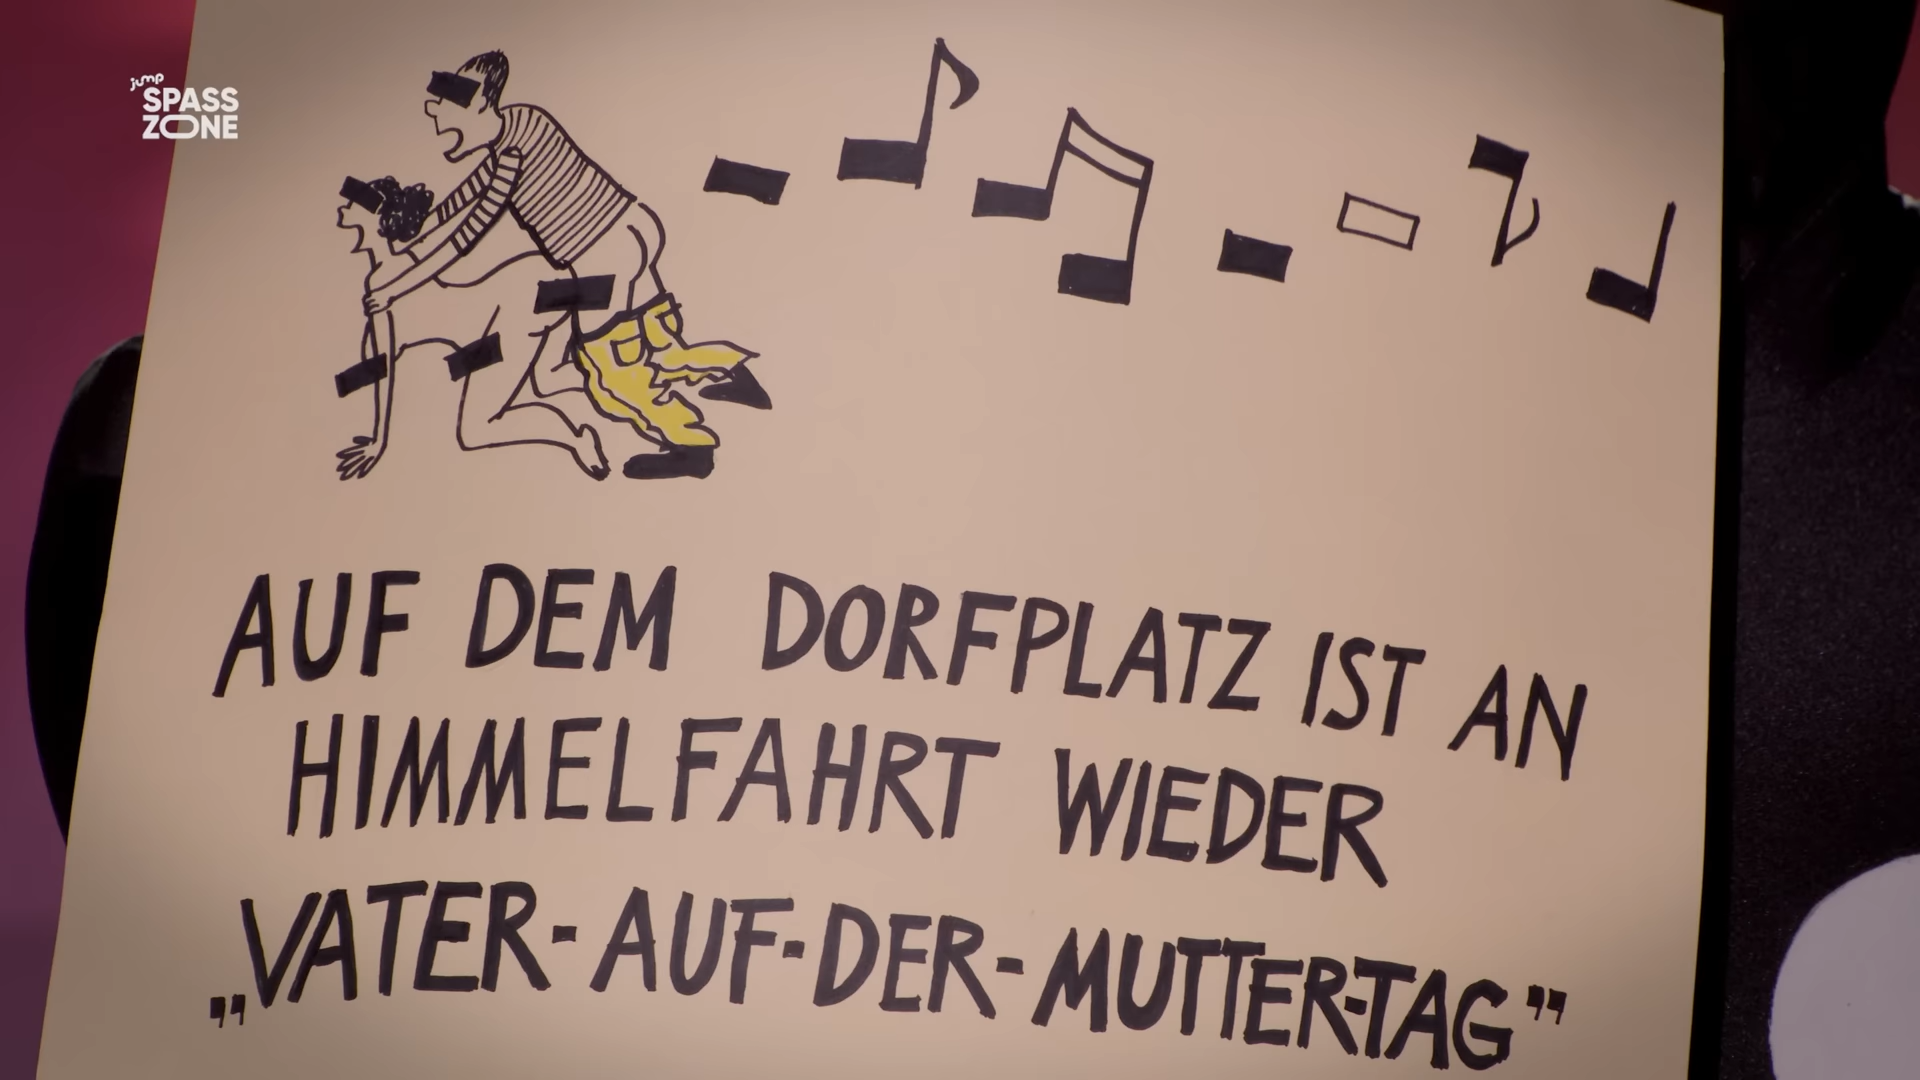 jump
SPASS
ZONE
AUF DEM DORFPLATZ IST AN
HIMMELFAHRT WIEDER
„VATER-AUF-DER-MUTTER-TAG”